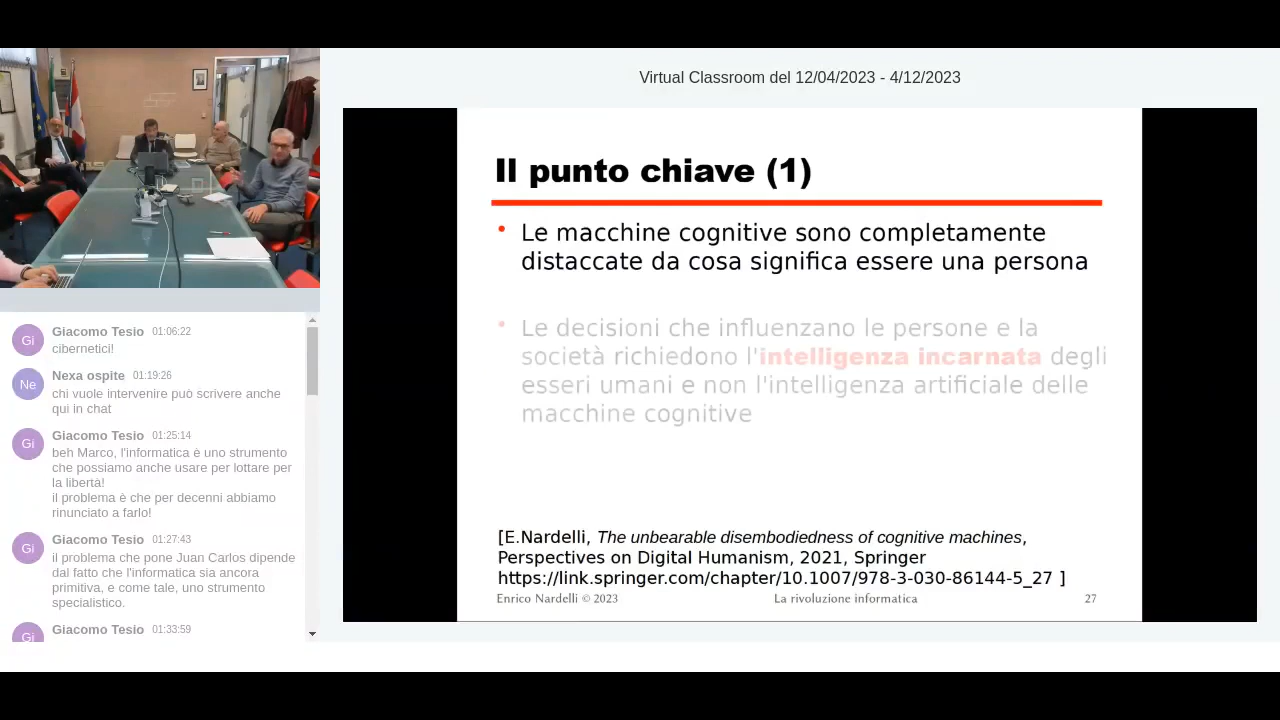 Virtual Classroom del 12/04/2023 - 4/12/2023
Il punto chiave (1)
• Le macchine cognitive sono completamente
distaccate da cosa significa essere una persona
• Le decisioni che influenzano le persone e la
società richiedono l'intelligenza incarnata degli
esseri umani e non l'intelligenza artificiale delle
macchine cognitive
[E.Nardelli, The unbearable disembodiedness of cognitive machines,
Perspectives on Digital Humanism, 2021, Springer
https://link.springer.com/chapter/10.1007/978-3-030-86144-5_27 ]
Enrico Nardelli © 2023 La rivoluzione informatica 27
Gi Giacomo Tesio 01:06:22
cibernetici!
Ne Nexa ospite 01:19:26
chi vuole intervenire può scrivere anche
qui in chat
Gi Giacomo Tesio 01:25:14
beh Marco, l'informatica è uno strumento
che possiamo anche usare per lottare per
la libertà!
il problema è che per decenni abbiamo
rinunciato a farlo!
Gi Giacomo Tesio 01:27:43
il problema che pone Juan Carlos dipende
dal fatto che l'informatica sia ancora
primitiva, e come tale, uno strumento
specialistico.
Gi Giacomo Tesio 01:33:59